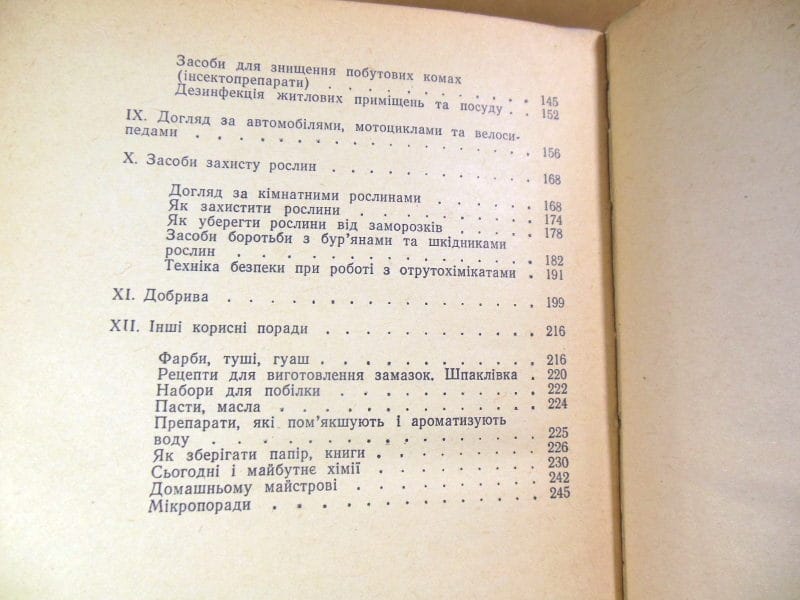 Засоби для знищення побутових комах
(інсектопрепарати) . . . . . . . . . . . 145
Дезинфекція житлових приміщень та посуду . . 152
IX. Догляд за автомобілями, мотоциклами та велоси-
педами . . . . . . . . . . . . . . . . 156
X. Засоби захисту рослин . . . . . . . . . . 168
Догляд за кімнатними рослинами . . . . . 168
Як захистити рослини . . . . . . . . . . 174
Як уберегти рослини від заморозків . . . . 178
Засоби боротьби з бур'янами та шкідниками
рослин . . . . . . . . . . . . . . . 182
Техніка безпеки при роботі з отрутохімікатами . 191
XI. Добрива . . . . . . . . . . . . . . . 199
XII. Інші корисні поради . . . . . . . . . . 216
Фарби, туші, гуаш . . . . . . . . . . . 216
Рецепти для виготовлення замазок. Шпаклівка . 220
Набори для побілки . . . . . . . . . . 222
Пасти, масла . . . . . . . . . . . . . 224
Препарати, які пом'якшують і ароматизують
воду . . . . . . . . . . . . . . . . 225
Як зберігати папір, книги . . . . . . . . 226
Сьогодні і майбутнє хімії . . . . . . . . 230
Домашньому майстрові . . . . . . . . . 242
Мікропоради . . . . . . . . . . . . . 245